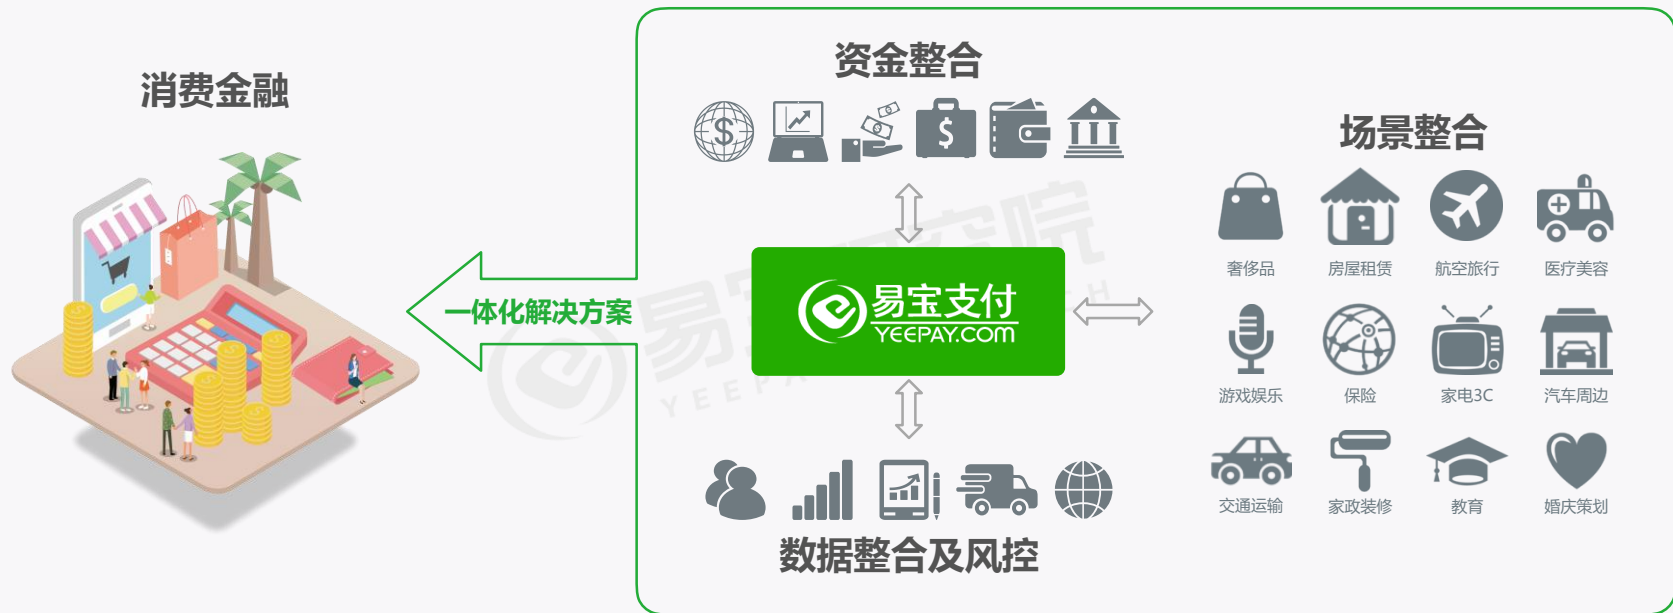 消费金融
一体化解决方案
资金整合
易宝支付
YEEPAY.COM
数据整合及风控
场景整合
奢侈品
房屋租赁
航空旅行
医疗美容
游戏娱乐
保险
家电3C
汽车周边
交通运输
家政装修
教育
婚庆策划